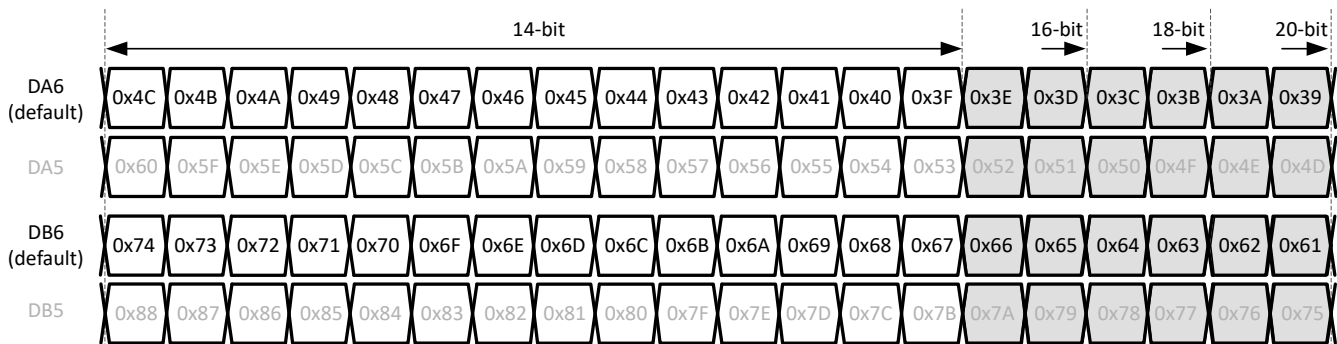 14-bit 16-bit 18-bit 20-bit
DA6 (default) 0x4C 0x4B 0x4A 0x49 0x48 0x47 0x46 0x45 0x44 0x43 0x42 0x41 0x40 0x3F 0x3E 0x3D 0x3C 0x3B 0x3A 0x39
DA5 0x60 0x5F 0x5E 0x5D 0x5C 0x5B 0x5A 0x59 0x58 0x57 0x56 0x55 0x54 0x53 0x52 0x51 0x50 0x4F 0x4E 0x4D
DB6 (default) 0x74 0x73 0x72 0x71 0x70 0x6F 0x6E 0x6D 0x6C 0x6B 0x6A 0x69 0x68 0x67 0x66 0x65 0x64 0x63 0x62 0x61
DB5 0x88 0x87 0x86 0x85 0x84 0x83 0x82 0x81 0x80 0x7F 0x7E 0x7D 0x7C 0x7B 0x7A 0x79 0x78 0x77 0x76 0x75